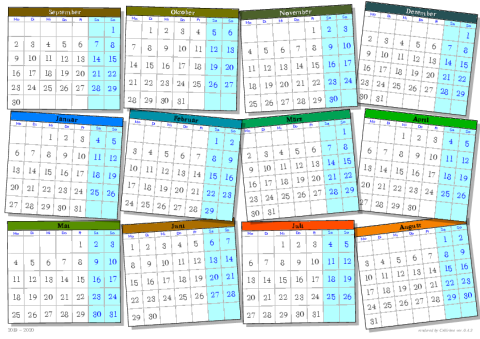 September
Mo Di Mi Do Fr Sa So
1
2 3 4 5 6 7 8
9 10 11 12 13 14 15
16 17 18 19 20 21 22
23 24 25 26 27 28 29
30
Oktober
Mo Di Mi Do Fr Sa So
1 2 3 4 5 6
7 8 9 10 11 12 13
14 15 16 17 18 19 20
21 22 23 24 25 26 27
28 29 30 31
November
Mo Di Mi Do Fr Sa So
1 2 3
4 5 6 7 8 9 10
11 12 13 14 15 16 17
18 19 20 21 22 23 24
25 26 27 28 29 30
December
Mo Di Mi Do Fr Sa So
1
2 3 4 5 6 7 8
9 10 11 12 13 14 15
16 17 18 19 20 21 22
23 24 25 26 27 28 29
30 31
Januar
Mo Di Mi Do Fr Sa So
1 2 3 4 5
6 7 8 9 10 11 12
13 14 15 16 17 18 19
20 21 22 23 24 25 26
27 28 29 30 31
Februar
Mo Di Mi Do Fr Sa So
1 2
3 4 5 6 7 8 9
10 11 12 13 14 15 16
17 18 19 20 21 22 23
24 25 26 27 28 29
März
Mo Di Mi Do Fr Sa So
1
2 3 4 5 6 7 8
9 10 11 12 13 14 15
16 17 18 19 20 21 22
23 24 25 26 27 28 29
30 31
April
Mo Di Mi Do Fr Sa So
1 2 3 4 5
6 7 8 9 10 11 12
13 14 15 16 17 18 19
20 21 22 23 24 25 26
27 28 29 30
Mai
Mo Di Mi Do Fr Sa So
1 2 3
4 5 6 7 8 9 10
11 12 13 14 15 16 17
18 19 20 21 22 23 24
25 26 27 28 29 30 31
Juni
Mo Di Mi Do Fr Sa So
1 2 3 4 5 6 7
8 9 10 11 12 13 14
15 16 17 18 19 20 21
22 23 24 25 26 27 28
29 30
Juli
Mo Di Mi Do Fr Sa So
1 2 3 4 5
6 7 8 9 10 11 12
13 14 15 16 17 18 19
20 21 22 23 24 25 26
27 28 29 30 31
August
Mo Di Mi Do Fr Sa So
1 2
3 4 5 6 7 8 9
10 11 12 13 14 15 16
17 18 19 20 21 22 23
24 25 26 27 28 29 30
31
2019 - 2020